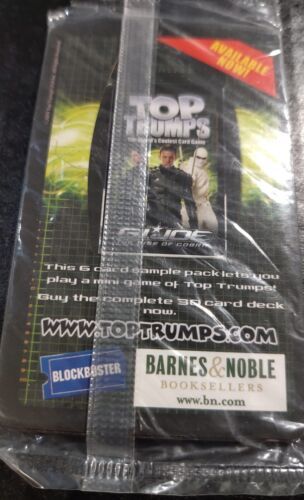 AVAILABLE
NOW!
TOP
TRUMPS
The World's Coolest Card Game
G.I. JOE
THE RISE OF COBRA
This 6 card sample pack lets you
play a mini game of Top Trumps!
Buy the complete 30 card deck
now.
WWW.TOPTRUMPS.COM
BLOCKBUSTER
BARNES&NOBLE
BOOKSELLERS
www.bn.com